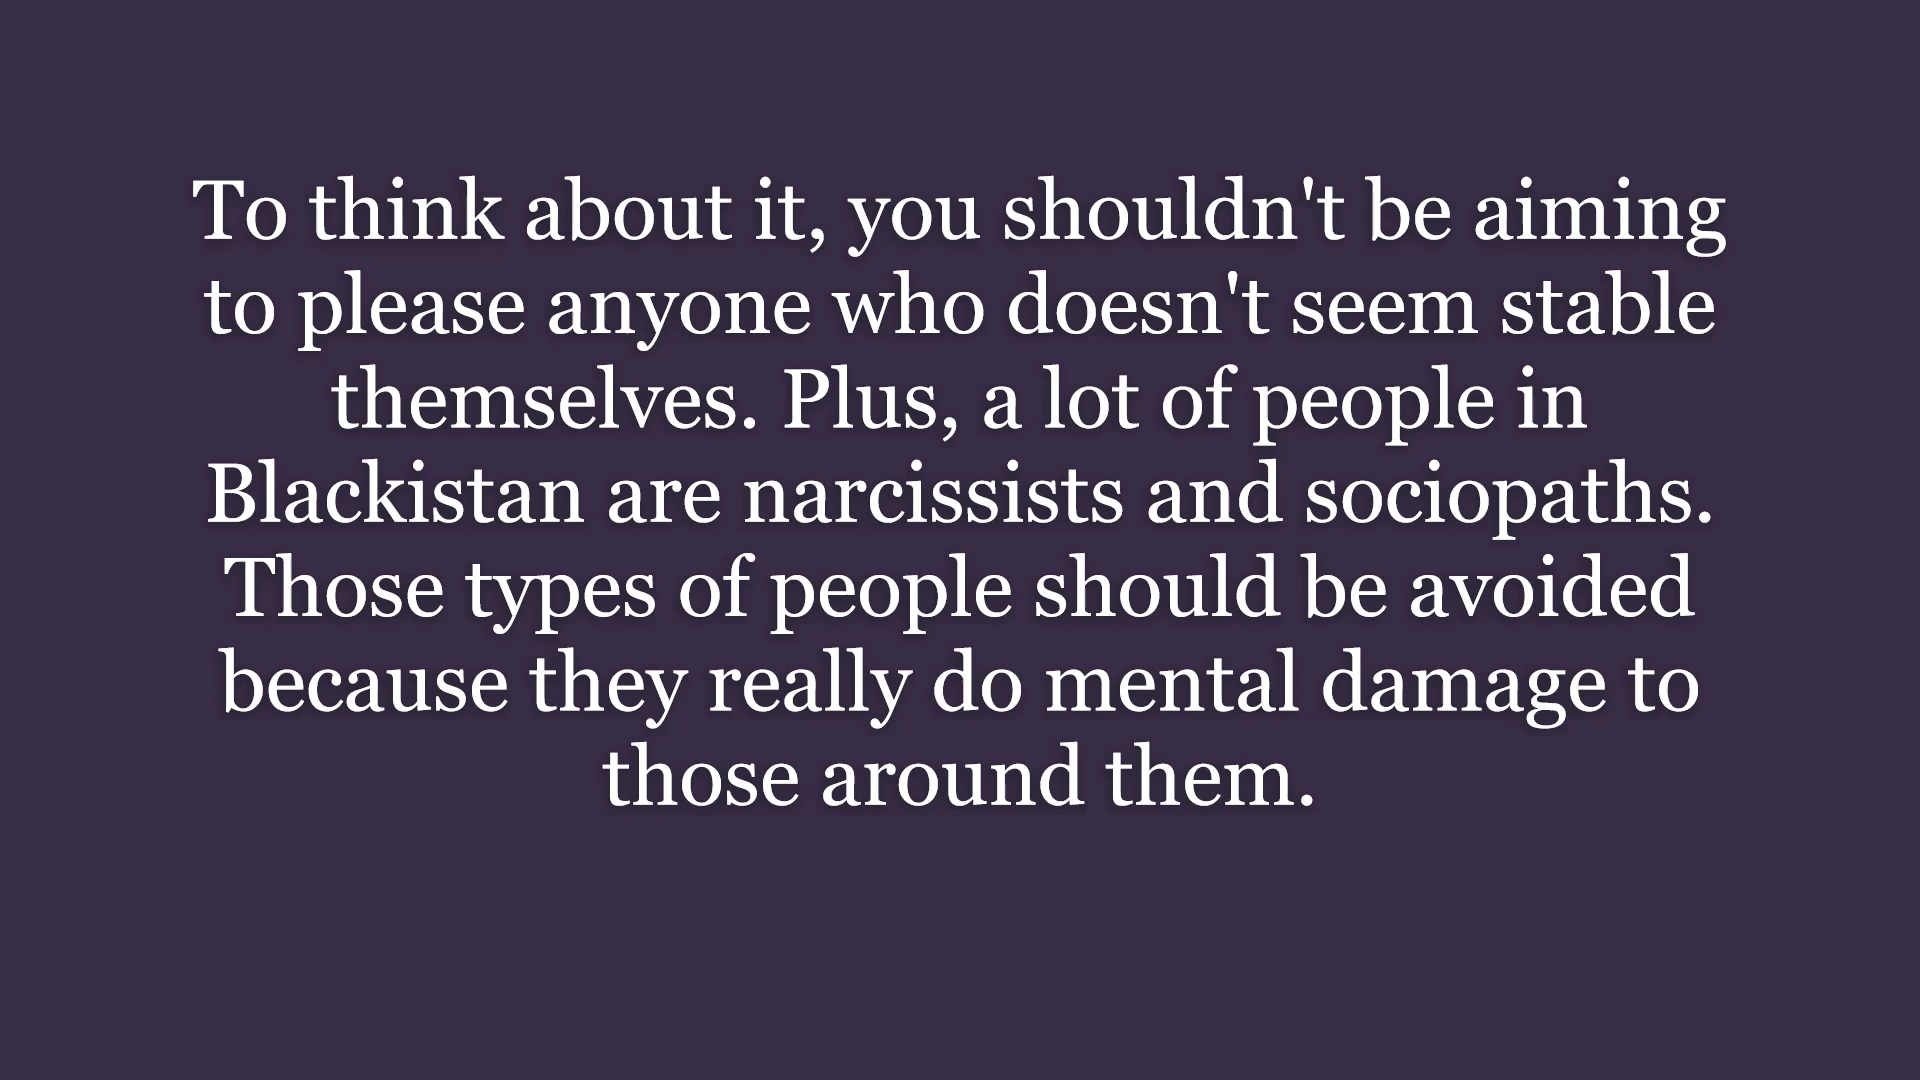 To think about it, you shouldn't be aiming
to please anyone who doesn't seem stable
themselves. Plus, a lot of people in
Blackistan are narcissists and sociopaths.
Those types of people should be avoided
because they really do mental damage to
those around them.